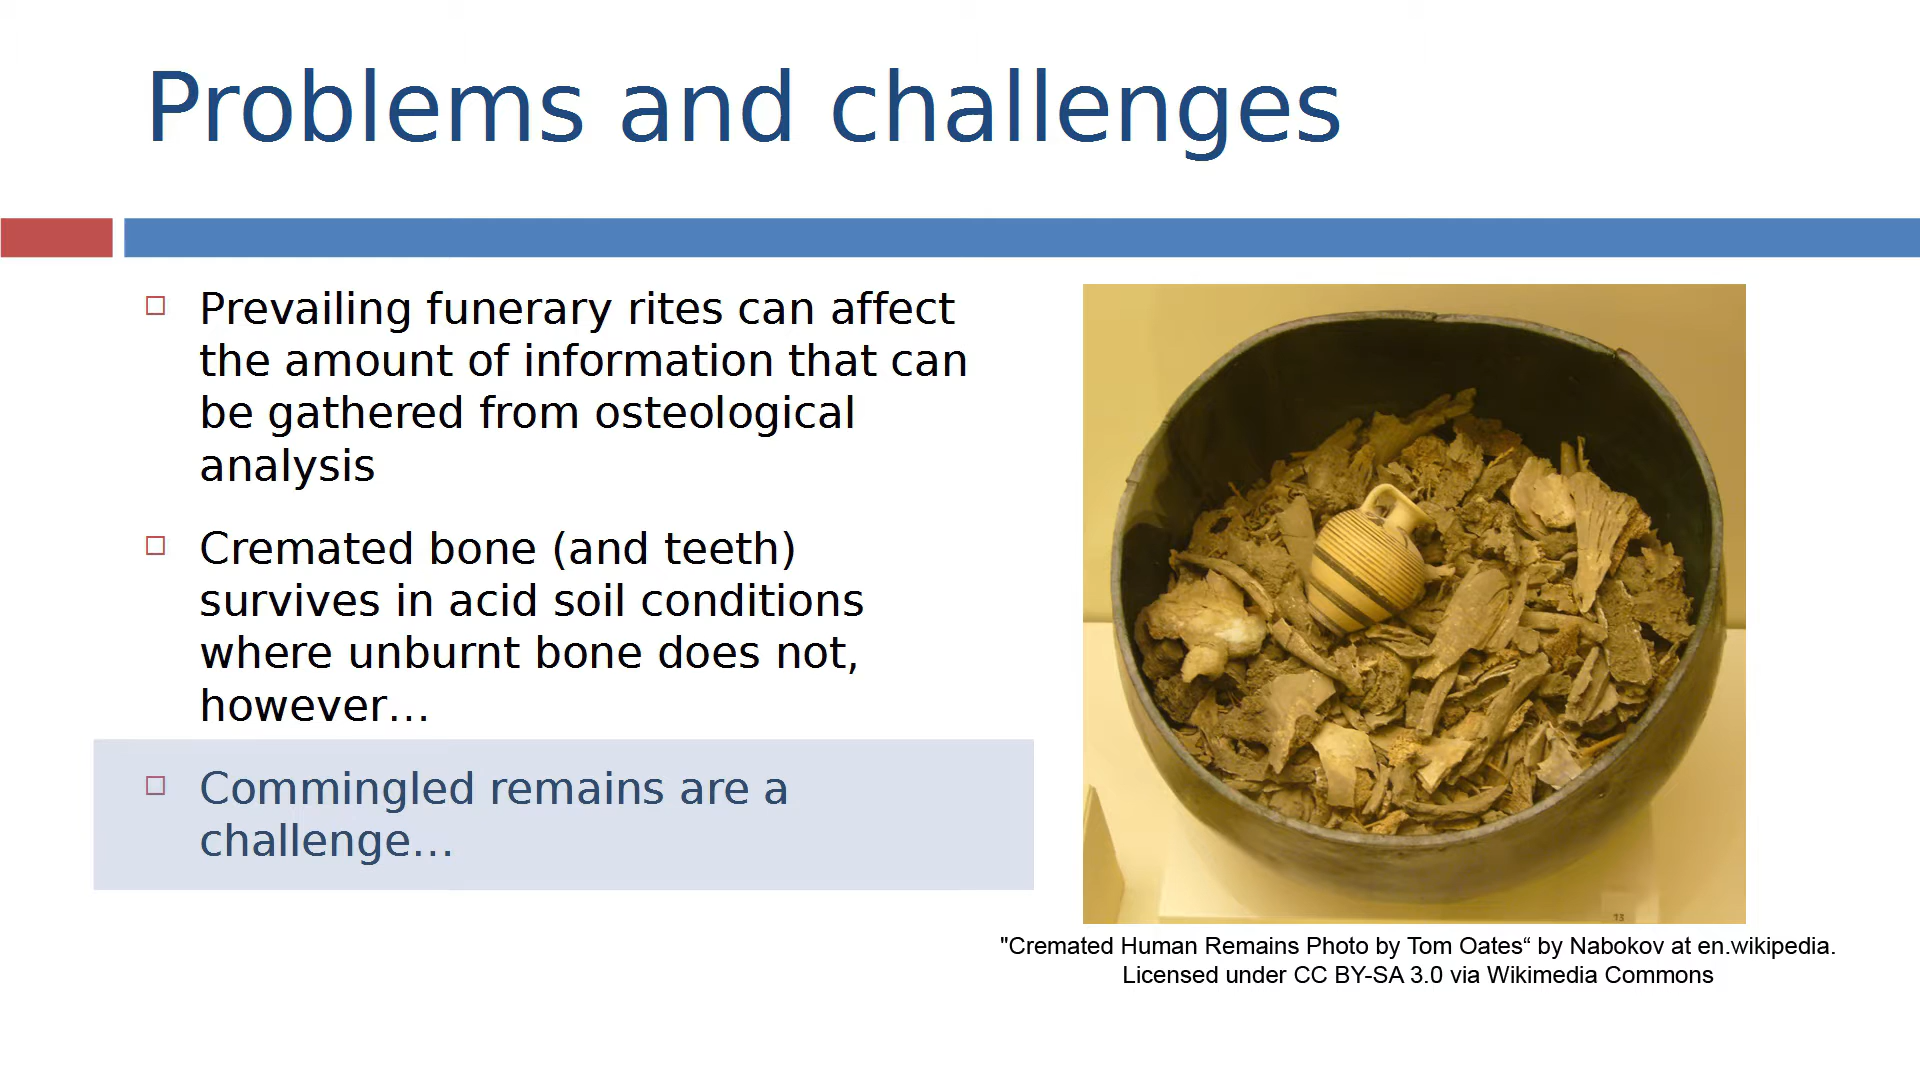 Problems and challenges
Prevailing funerary rites can affect
the amount of information that can
be gathered from osteological
analysis
Cremated bone (and teeth)
survives in acid soil conditions
where unburnt bone does not,
however...
Commingled remains are a
challenge...
13
"Cremated Human Remains Photo by Tom Oates“ by Nabokov at en.wikipedia.
Licensed under CC BY-SA 3.0 via Wikimedia Commons